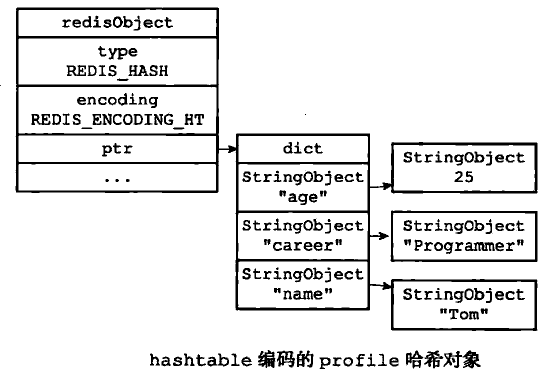 redisObject
type
REDIS_HASH
encoding
REDIS_ENCODING_HT
ptr
...
dict
StringObject
"age"
StringObject
"career"
StringObject
"name"
StringObject
25
StringObject
"Programmer"
StringObject
"Tom"
hashtable 编码的 profile 哈希对象